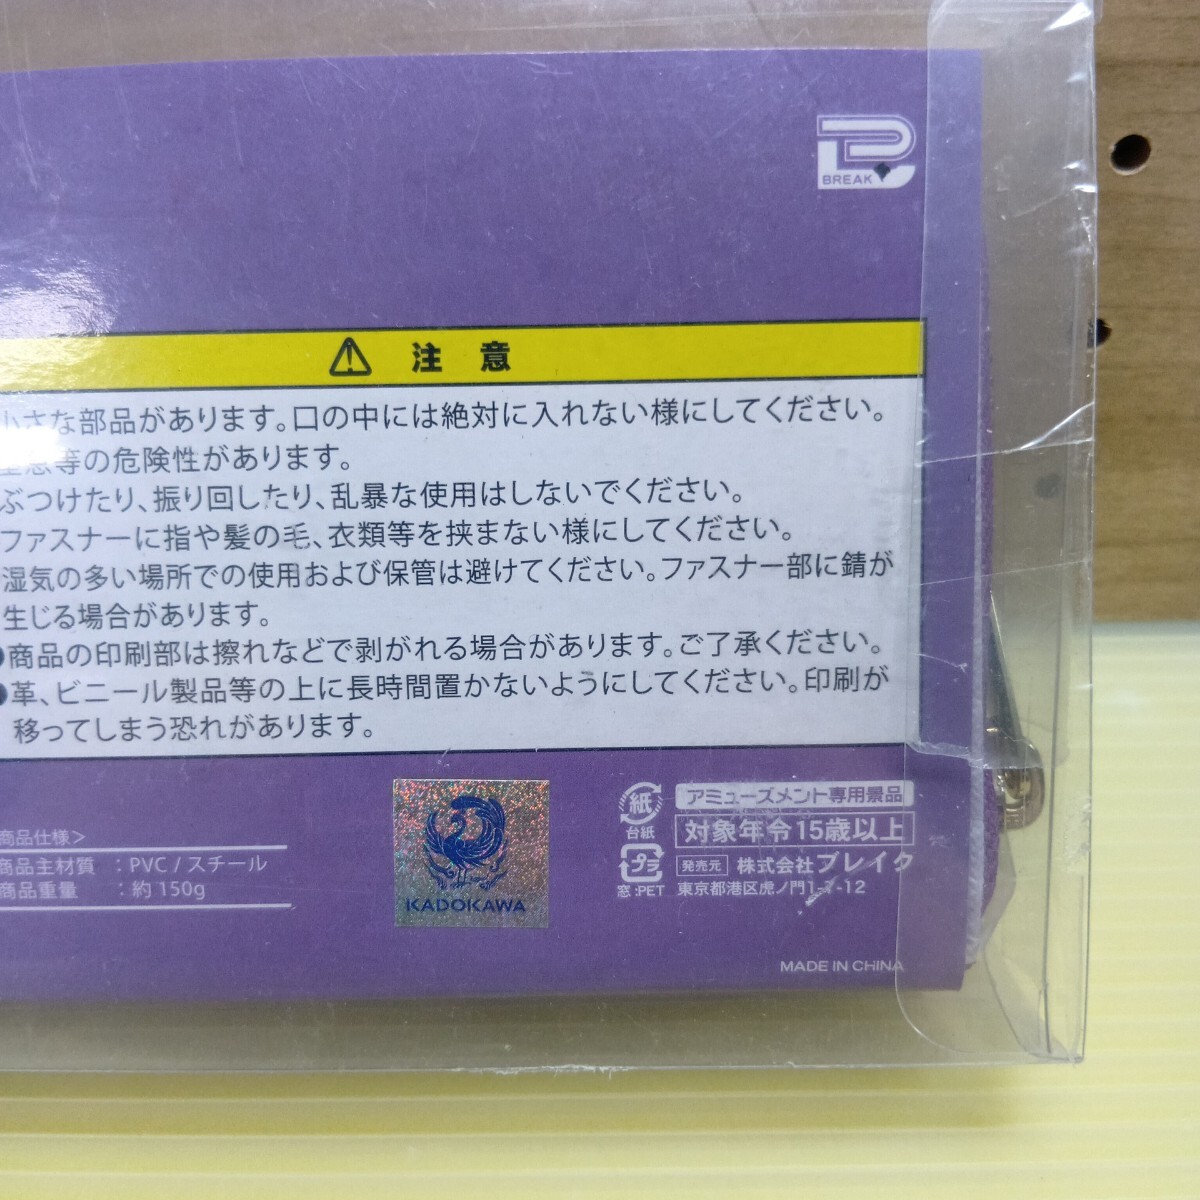 BREAK
⚠ 注 意
小さな部品があります。口の中には絶対に入れない様にしてください。
窒息等の危険性があります。
ぶつけたり、振り回したり、乱暴な使用はしないでください。
ファスナーに指や髪の毛、衣類等を挟まない様にしてください。
湿気の多い場所での使用および保管は避けてください。ファスナー部に錆が
生じる場合があります。
●商品の印刷部は擦れなどで剥がれる場合があります。ご了承ください。
●革、ビニール製品等の上に長時間置かないようにしてください。印刷が
移ってしまう恐れがあります。
商品仕様>
商品主材質 : PVC / スチール
商品重量 : 約 150g
KADOKAWA
紙
台紙
プラ
窓:PET
アミューズメント専用景品
対象年令15歳以上
発売元 株式会社ブレイク
東京都港区虎ノ門1-7-12
MADE IN CHINA